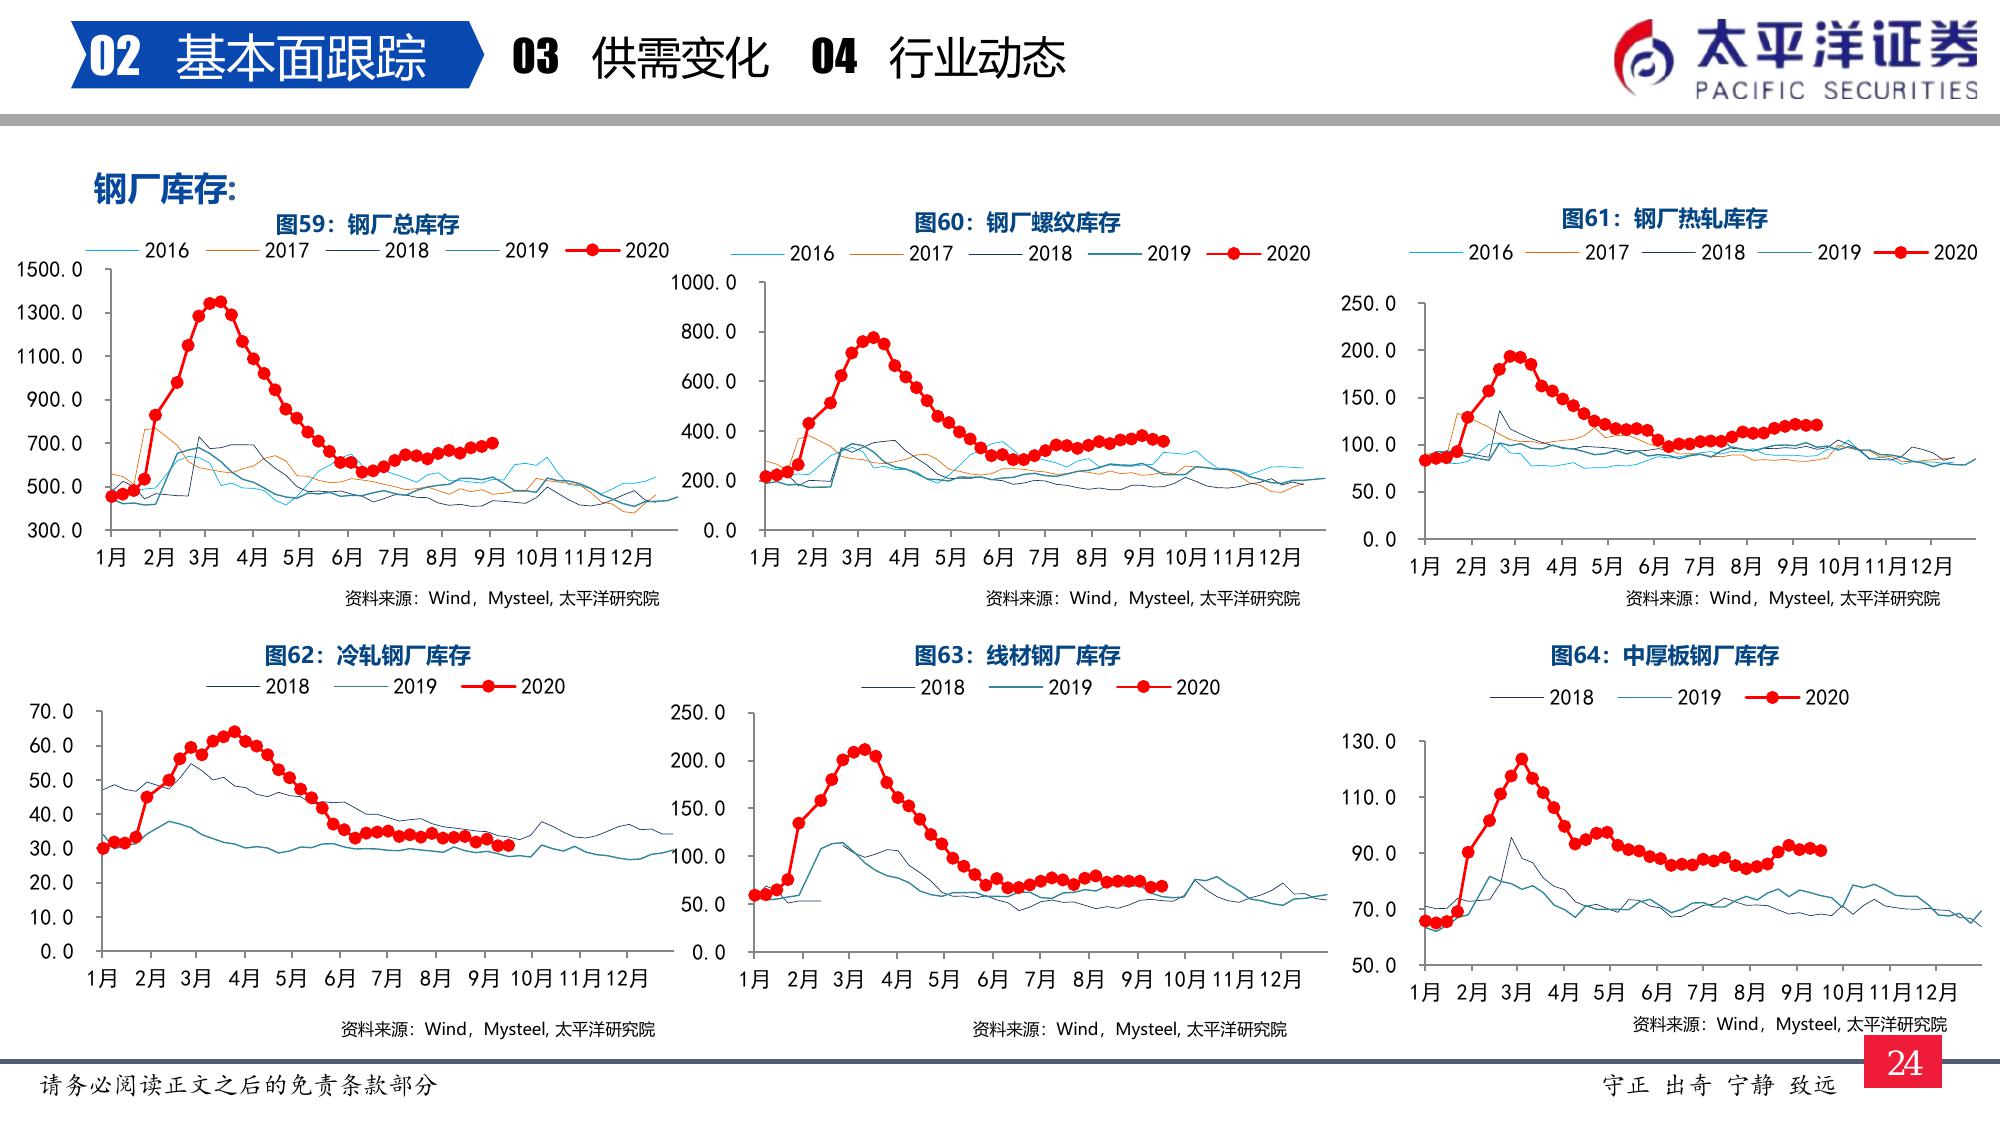 02 基本面跟踪 03 供需变化 04 行业动态
太平洋证券
PACIFIC SECURITIES
钢厂库存:
图59：钢厂总库存
2016 2017 2018 2019 2020
1500.0
1300.0
1100.0
900.0
700.0
500.0
300.0
1月 2月 3月 4月 5月 6月 7月 8月 9月 10月 11月 12月
资料来源：Wind，Mysteel, 太平洋研究院
图60：钢厂螺纹库存
2016 2017 2018 2019 2020
1000.0
800.0
600.0
400.0
200.0
0.0
1月 2月 3月 4月 5月 6月 7月 8月 9月 10月 11月 12月
资料来源：Wind，Mysteel, 太平洋研究院
图61：钢厂热轧库存
2016 2017 2018 2019 2020
250.0
200.0
150.0
100.0
50.0
0.0
1月 2月 3月 4月 5月 6月 7月 8月 9月 10月 11月 12月
资料来源：Wind，Mysteel, 太平洋研究院
图62：冷轧钢厂库存
2018 2019 2020
70.0
60.0
50.0
40.0
30.0
20.0
10.0
0.0
1月 2月 3月 4月 5月 6月 7月 8月 9月 10月 11月 12月
资料来源：Wind，Mysteel, 太平洋研究院
图63：线材钢厂库存
2018 2019 2020
250.0
200.0
150.0
100.0
50.0
0.0
1月 2月 3月 4月 5月 6月 7月 8月 9月 10月 11月 12月
资料来源：Wind，Mysteel, 太平洋研究院
图64：中厚板钢厂库存
2018 2019 2020
130.0
110.0
90.0
70.0
50.0
1月 2月 3月 4月 5月 6月 7月 8月 9月 10月 11月 12月
资料来源：Wind，Mysteel, 太平洋研究院
请务必阅读正文之后的免责条款部分
守正 出奇 宁静 致远
24